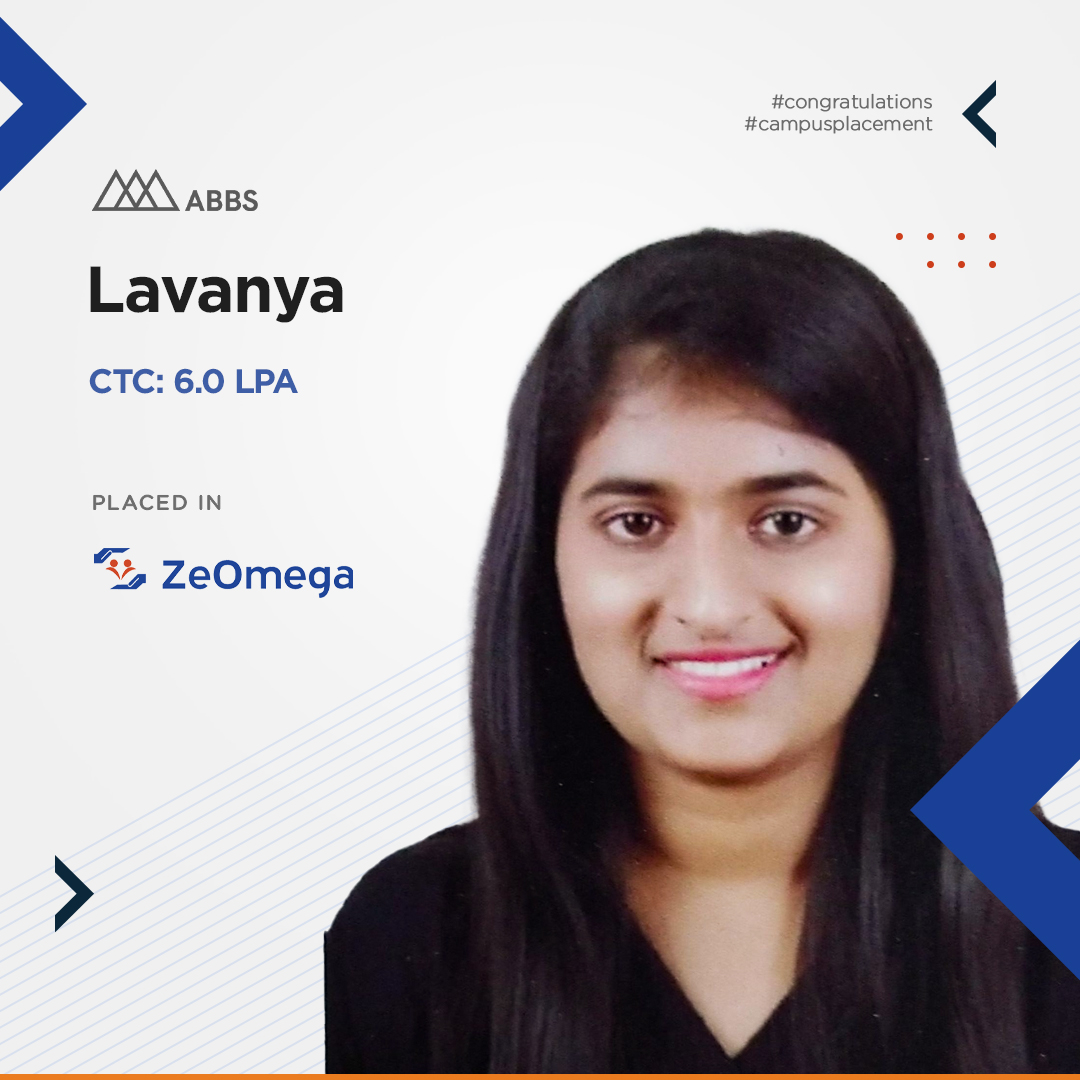 #congratulations
#campusplacement
ABBS
Lavanya
CTC: 6.0 LPA
PLACED IN
ZeOmega